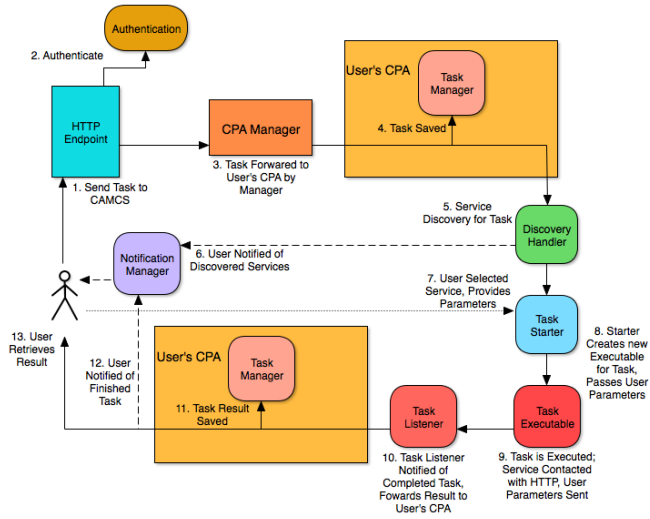 Authentication
2. Authenticate
HTTP
Endpoint
CPA Manager
User's CPA
Task
Manager
4. Task Saved
3. Task Forwared to
User's CPA by
Manager
1. Send Task to
CAMCS
5. Service
Discovery for Task
Discovery
Handler
6. User Notified of
Discovered Services
Notification
Manager
7. User Selected
Service, Provides
Parameters
Task
Starter
8. Starter
Creates new
Executable
for Task,
Passes User
Parameters
13. User
Retrieves
Result
12. User
Notified of
Finished
Task
User's CPA
Task
Manager
11. Task Result
Saved
Task
Listener
Task
Executable
10. Task Listener
Notified of
Completed Task,
Fowards Result to
User's CPA
9. Task is Executed;
Service Contacted
with HTTP, User
Parameters Sent